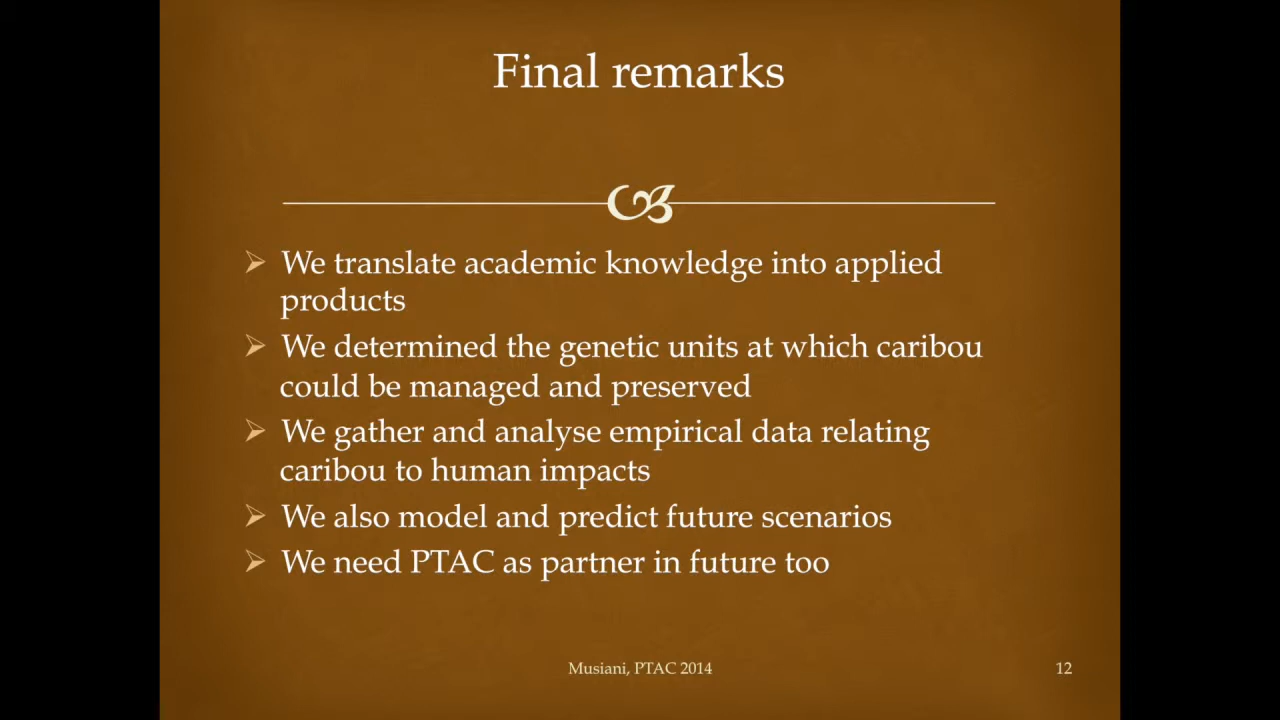 Final remarks
We translate academic knowledge into applied
products
We determined the genetic units at which caribou
could be managed and preserved
We gather and analyse empirical data relating
caribou to human impacts
We also model and predict future scenarios
We need PTAC as partner in future too
Musiani, PTAC 2014
12